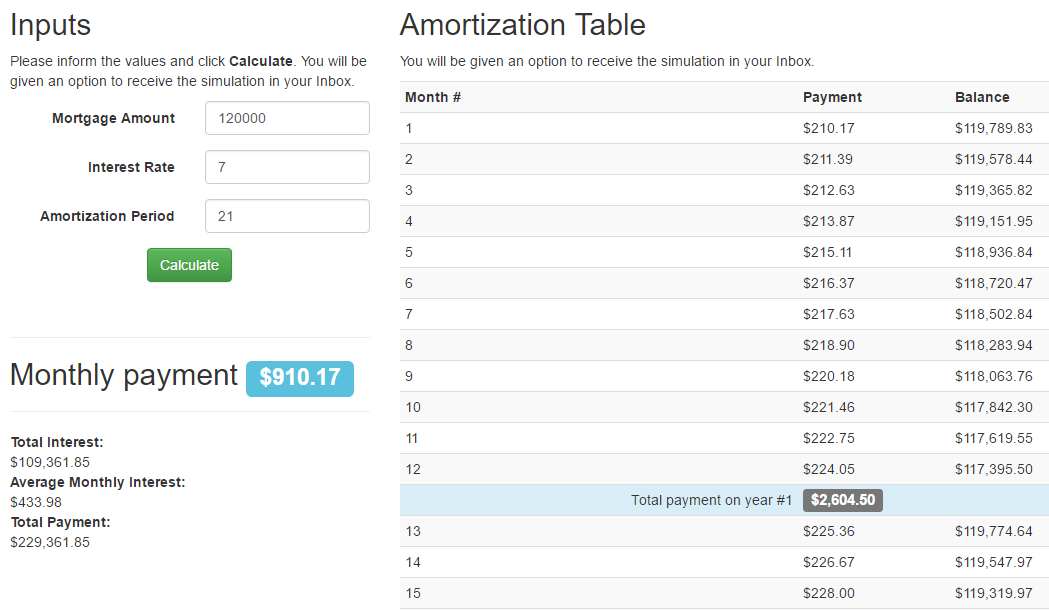 Inputs
Please inform the values and click Calculate. You will be
given an option to receive the simulation in your Inbox.
Mortgage Amount 120000
Interest Rate 7
Amortization Period 21
Calculate
Monthly payment $910.17
Total Interest:
$109,361.85
Average Monthly Interest:
$433.98
Total Payment:
$229,361.85
Amortization Table
You will be given an option to receive the simulation in your Inbox.
Month # Payment Balance
1 $210.17 $119,789.83
2 $211.39 $119,578.44
3 $212.63 $119,365.82
4 $213.87 $119,151.95
5 $215.11 $118,936.84
6 $216.37 $118,720.47
7 $217.63 $118,502.84
8 $218.90 $118,283.94
9 $220.18 $118,063.76
10 $221.46 $117,842.30
11 $222.75 $117,619.55
12 $224.05 $117,395.50
Total payment on year #1 $2,604.50
13 $225.36 $119,774.64
14 $226.67 $119,547.97
15 $228.00 $119,319.97